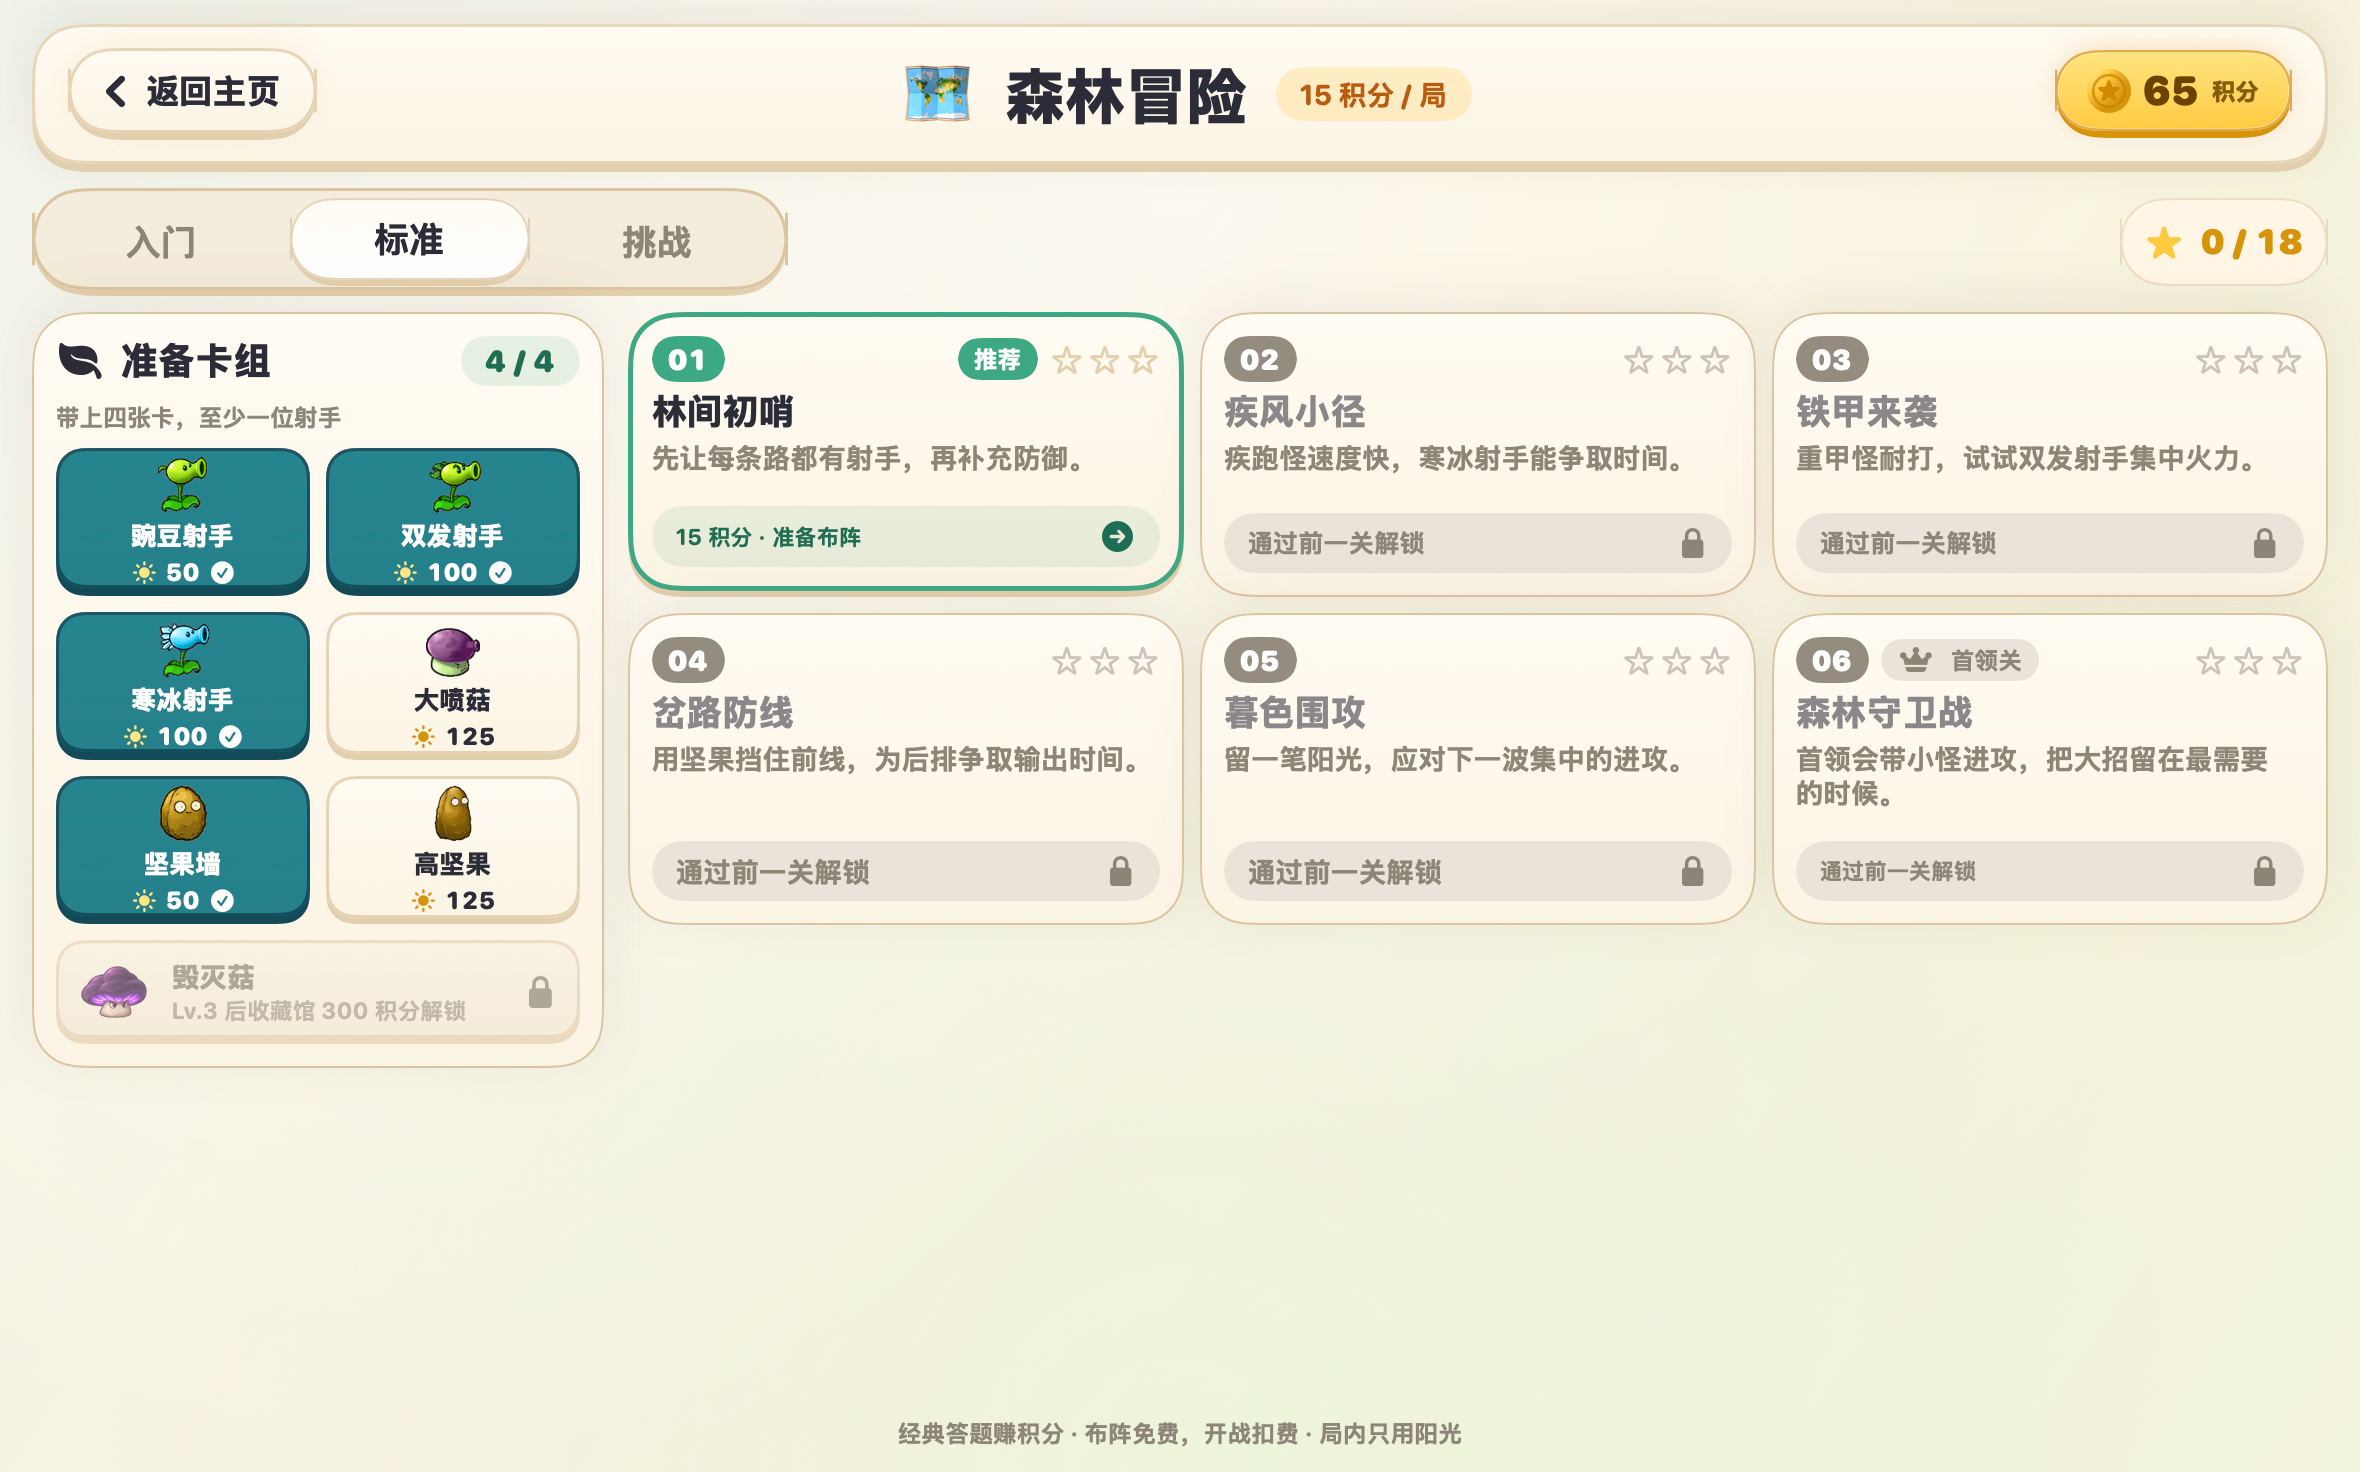 返回主页
森林冒险
15 积分 / 局
65 积分
入门
标准
挑战
0 / 18
准备卡组
4 / 4
带上四张卡，至少一位射手
豌豆射手
50
双发射手
100
寒冰射手
100
大喷菇
125
坚果墙
50
高坚果
125
毁灭菇
Lv.3 后收藏馆 300 积分解锁
01
推荐
林间初哨
先让每条路都有射手，再补充防御。
15 积分 · 准备布阵
02
疾风小径
疾跑怪速度快，寒冰射手能争取时间。
通过前一关解锁
03
铁甲来袭
重甲怪耐打，试试双发射手集中火力。
通过前一关解锁
04
岔路防线
用坚果挡住前线，为后排争取输出时间。
通过前一关解锁
05
暮色围攻
留一笔阳光，应对下一波集中的进攻。
通过前一关解锁
06
首领关
森林守卫战
首领会带小怪进攻，把大招留在最需要
的时候。
通过前一关解锁
经典答题赚积分 · 布阵免费，开战扣费 · 局内只用阳光